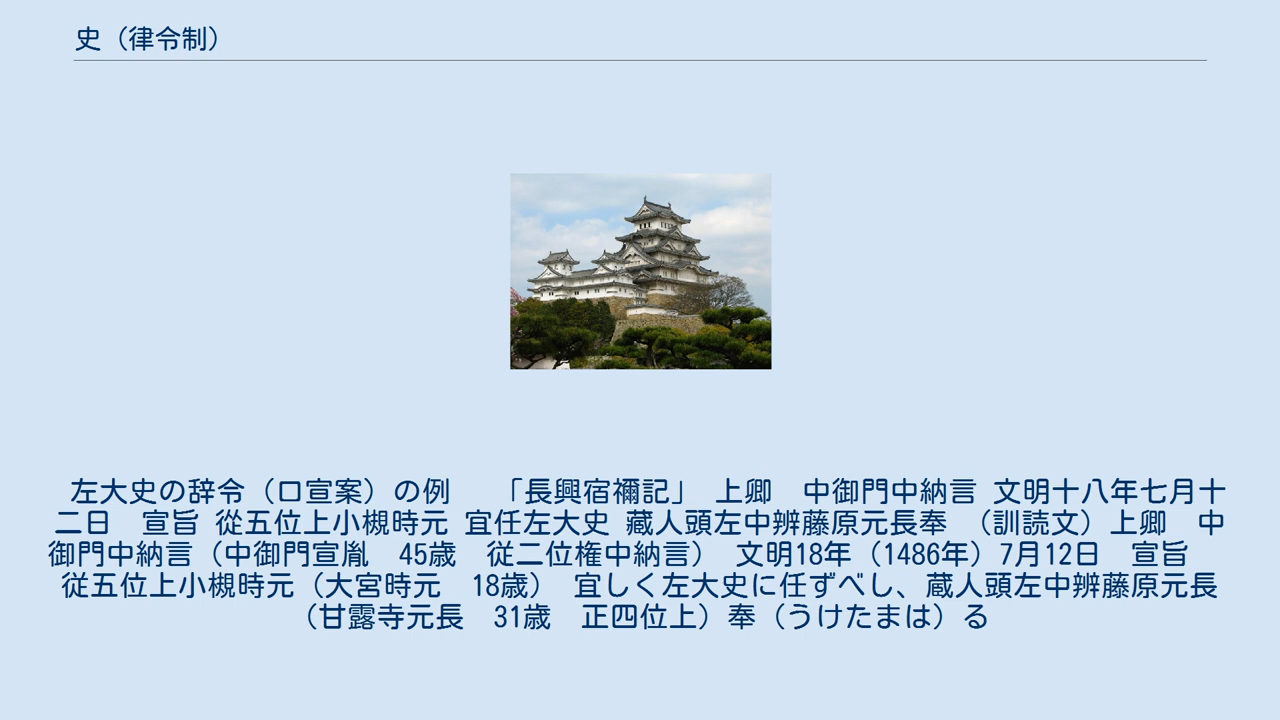 史（律令制）
左大史の辞令（口宣案）の例　「長興宿禰記」 上卿　中御門中納言 文明十八年七月十
二日　宣旨 從五位上小槻時元 宜任左大史 藏人頭左中辨藤原元長奉 （訓読文）上卿　中
御門中納言（中御門宣胤　45歳　従二位権中納言） 文明18年（1486年）7月12日　宣旨
従五位上小槻時元（大宮時元　18歳） 宜しく左大史に任ずべし、蔵人頭左中辨藤原元長
（甘露寺元長　31歳　正四位上）奉（うけたまは）る